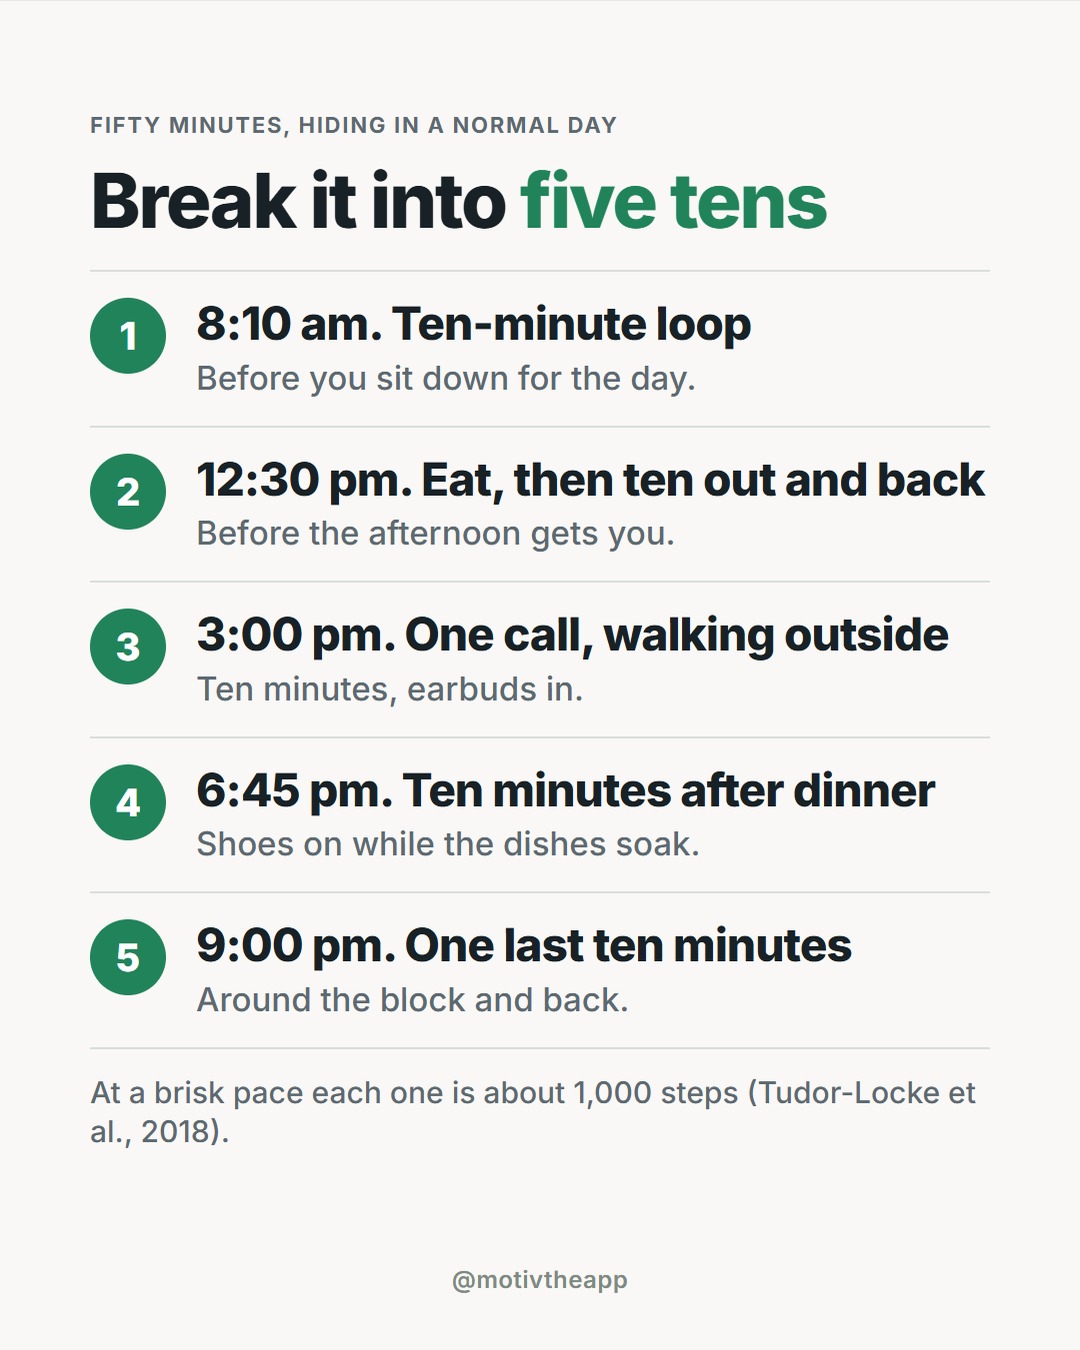 FIFTY MINUTES, HIDING IN A NORMAL DAY
Break it into five tens
1
8:10 am. Ten-minute loop
Before you sit down for the day.
2
12:30 pm. Eat, then ten out and back
Before the afternoon gets you.
3
3:00 pm. One call, walking outside
Ten minutes, earbuds in.
4
6:45 pm. Ten minutes after dinner
Shoes on while the dishes soak.
5
9:00 pm. One last ten minutes
Around the block and back.
At a brisk pace each one is about 1,000 steps (Tudor-Locke et
al., 2018).
@motivtheapp